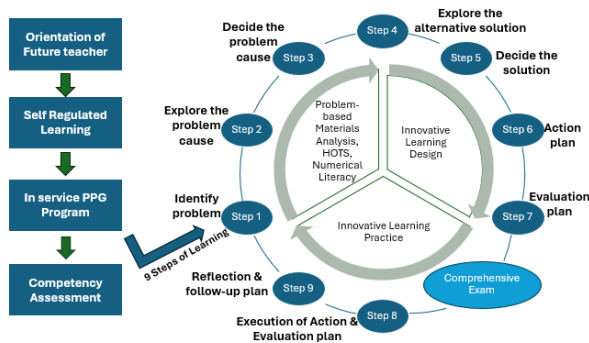 Orientation of
Future teacher
Self Regulated
Learning
In service PPG
Program
Competency
Assessment
9 Steps of Learning
Identify
problem
Step 1
Explore the
problem
cause
Step 2
Decide the
problem
cause
Step 3
Step 4
Explore the
alternative solution
Step 5
Decide the
solution
Step 6
Action
plan
Step 7
Evaluation
plan
Comprehensive
Exam
Step 8
Execution of Action &
Evaluation plan
Step 9
Reflection &
follow-up plan
Problem-
based
Materials
Analysis,
HOTS,
Numerical
Literacy
Innovative
Learning
Design
Innovative Learning
Practice